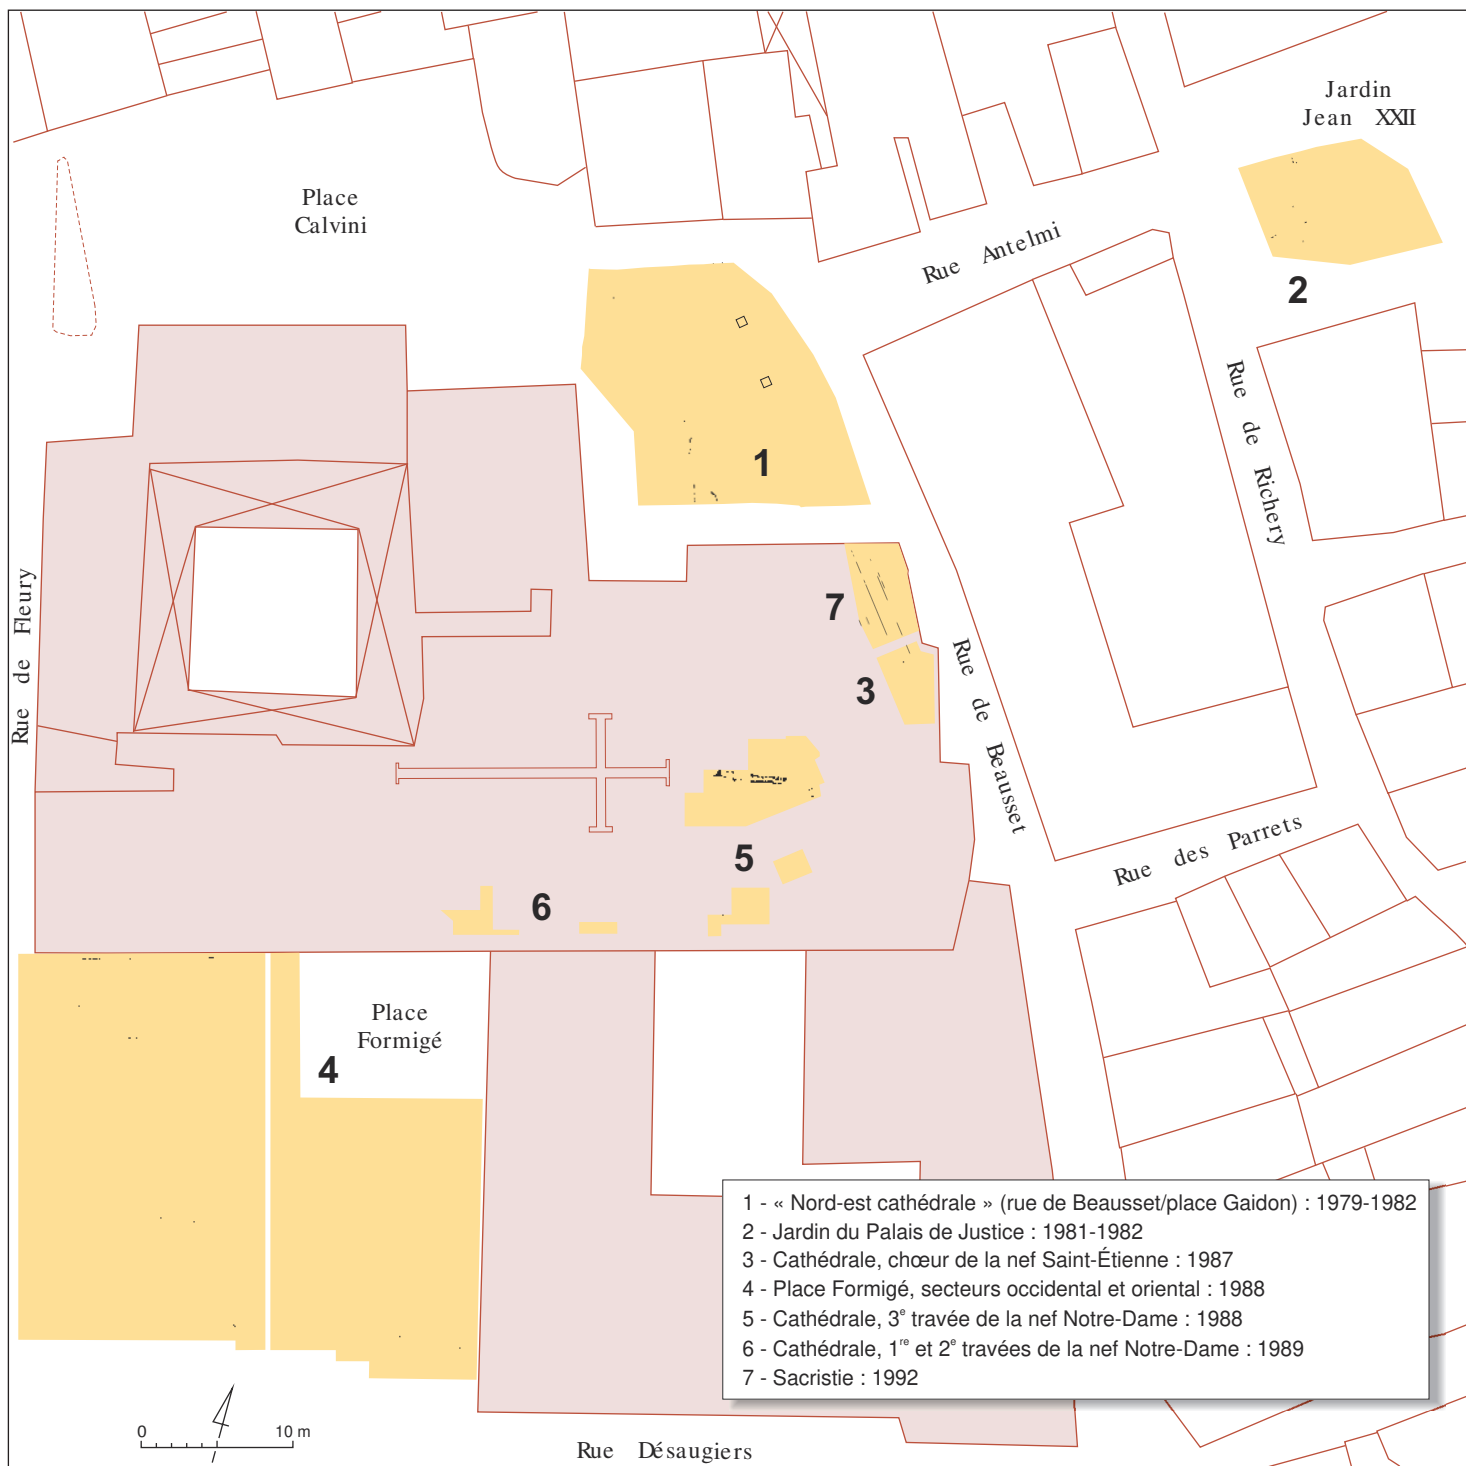 Jardin
Jean XXII
Place
Calvini
Rue Antelmi
2
1
Rue de Richery
Rue de Fleury
7
3
Rue de Beausset
5
6
Rue des Parrets
Place
Formigé
4
1 - « Nord-est cathédrale » (rue de Beausset/place Gaidon) : 1979-1982
2 - Jardin du Palais de Justice : 1981-1982
3 - Cathédrale, chœur de la nef Saint-Étienne : 1987
4 - Place Formigé, secteurs occidental et oriental : 1988
5 - Cathédrale, 3e travée de la nef Notre-Dame : 1988
6 - Cathédrale, 1re et 2e travées de la nef Notre-Dame : 1989
7 - Sacristie : 1992
0 10 m
Rue Désaugiers